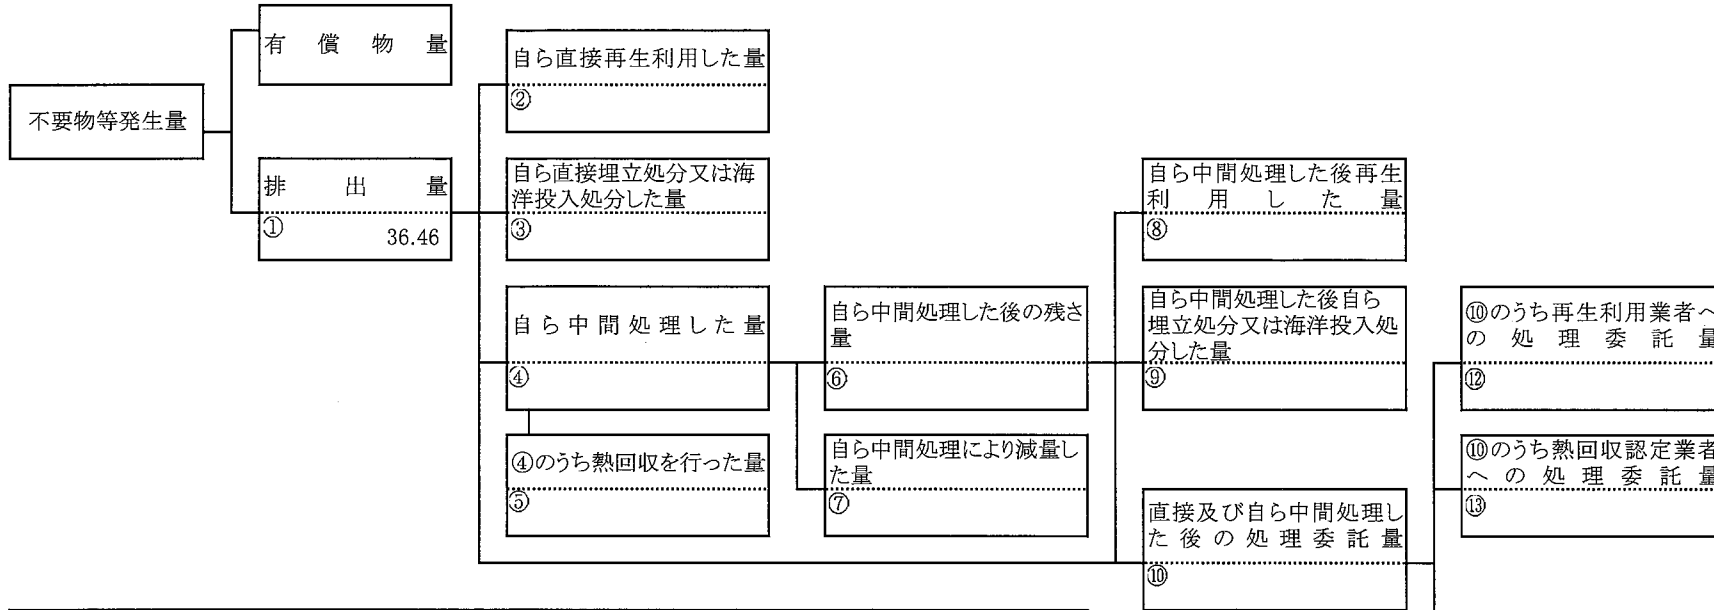 有償物量
不要物等発生量
排出量
①
36.46
自ら直接再生利用した量
②
自ら直接埋立処分又は海
洋投入処分した量
③
自ら中間処理した量
④
④のうち熱回収を行った量
⑤
自ら中間処理した後の残さ
量
⑥
自ら中間処理により減量し
た量
⑦
自ら中間処理した後再生
利用した量
⑧
自ら中間処理した後自ら
埋立処分又は海洋投入処
分した量
⑨
直接及び自ら中間処理し
た後の処理委託量
⑩
⑩のうち再生利用業者へ
の処理委託量
⑫
⑩のうち熱回収認定業者
への処理委託量
⑬